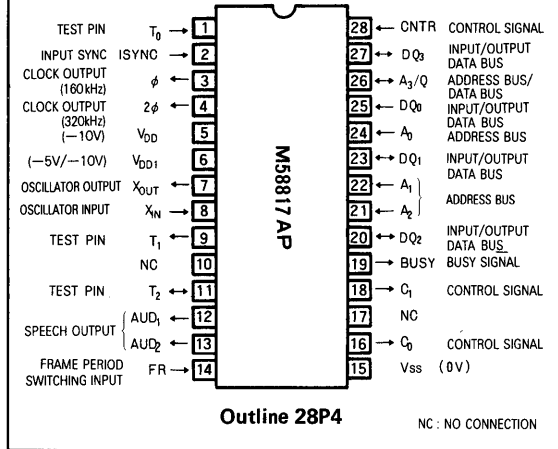 TEST PIN T₀ → 1
INPUT SYNC ISYNC → 2
CLOCK OUTPUT
(160kHz) ϕ ← 3
CLOCK OUTPUT
(320kHz) 2ϕ ← 4
(−10V) VDD 5
(−5V/−10V) VDD1 6
OSCILLATOR OUTPUT XOUT ← 7
OSCILLATOR INPUT XIN → 8
TEST PIN T₁ ← 9
NC 10
TEST PIN T₂ ↔ 11
SPEECH OUTPUT
AUD₁ ← 12
AUD₂ ← 13
FRAME PERIOD
SWITCHING INPUT FR → 14
M58817AP
28 ← CNTR CONTROL SIGNAL
27 ↔ DQ₃ INPUT/OUTPUT
DATA BUS
26 ↔ A₃/Q ADDRESS BUS/
DATA BUS
25 ← DQ₀ INPUT/OUTPUT
DATA BUS
24 ← A₀ ADDRESS BUS
23 ↔ DQ₁ INPUT/OUTPUT
DATA BUS
22 ← A₁
ADDRESS BUS
21 ← A₂
20 ↔ DQ₂ INPUT/OUTPUT
DATA BUS
19 → BUSY BUSY SIGNAL
18 → C₁ CONTROL SIGNAL
17 NC
16 → C₀ CONTROL SIGNAL
15 Vss (0V)
Outline 28P4
NC : NO CONNECTION